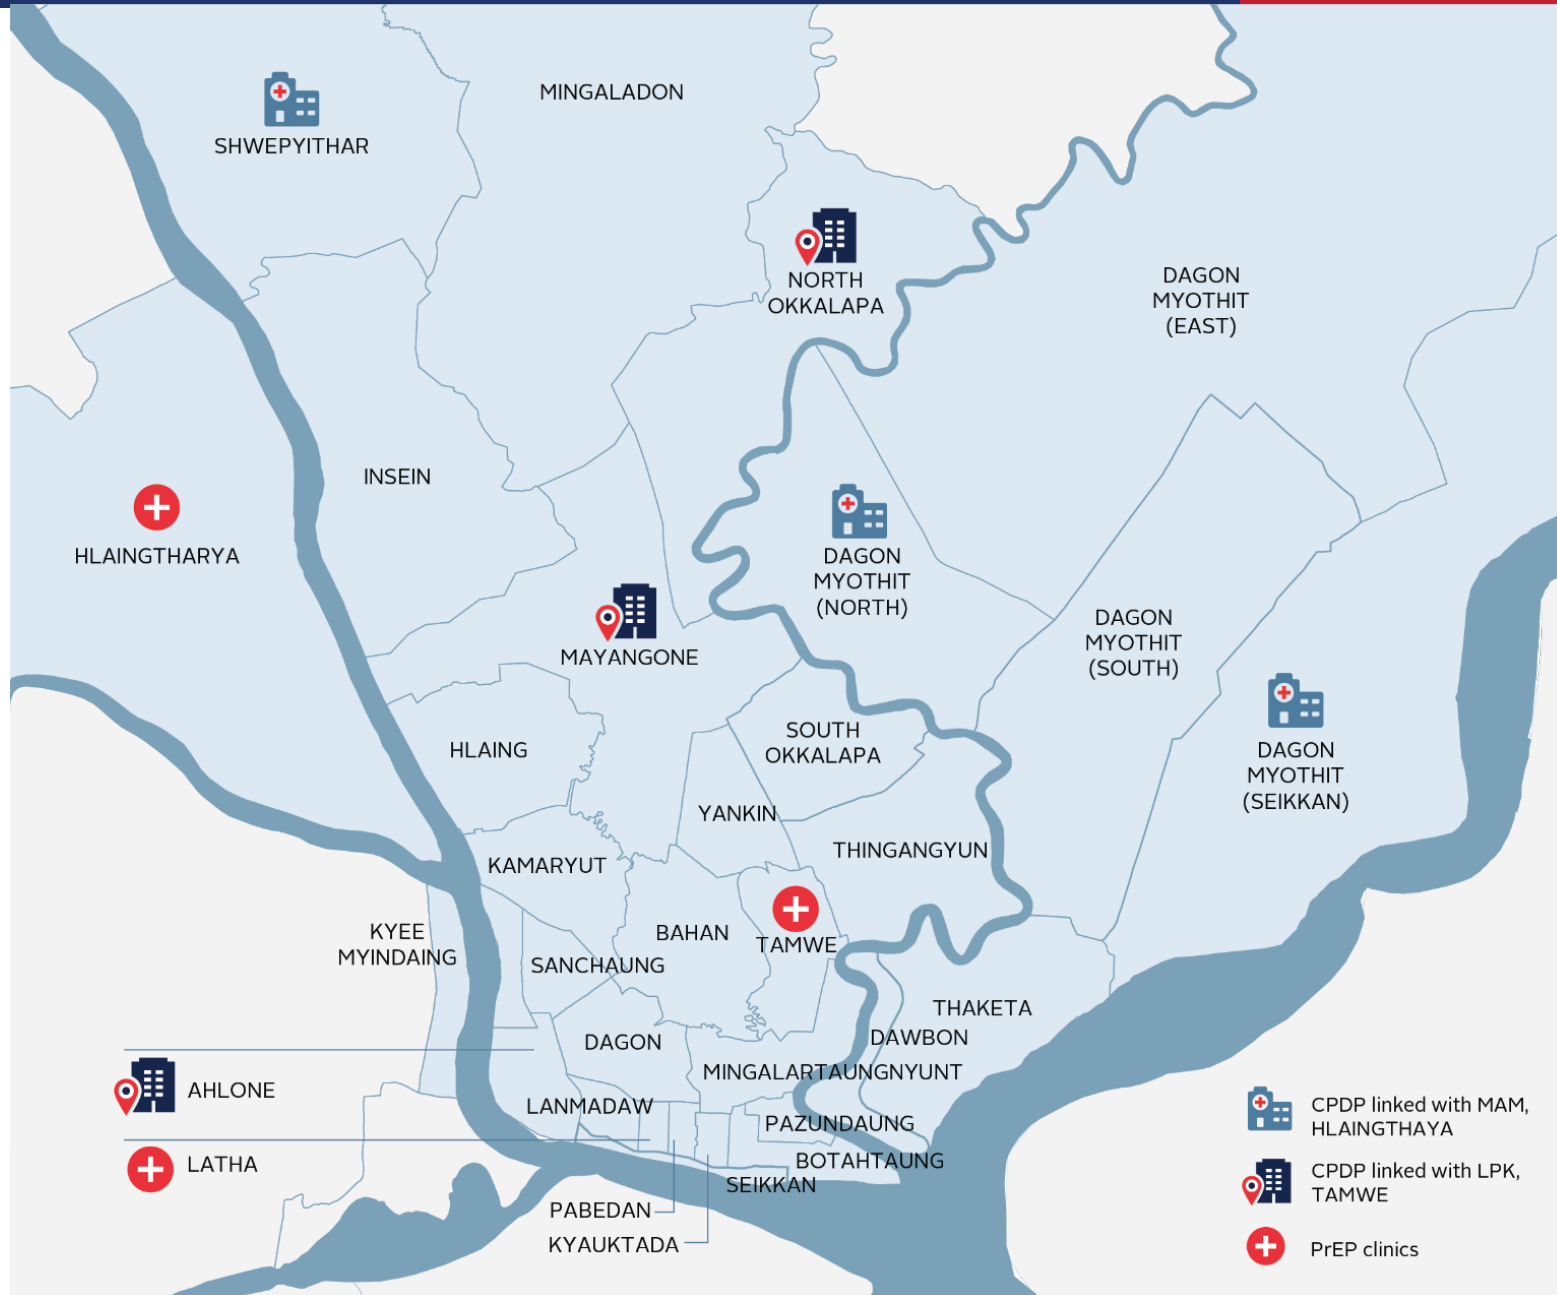 MINGALADON
SHWEPYITHAR
NORTH
OKKALAPA
DAGON
MYOTHIT
(EAST)
INSEIN
HLAINGTHARYA
DAGON
MYOTHIT
(NORTH)
DAGON
MYOTHIT
(SOUTH)
MAYANGONE
HLAING
SOUTH
OKKALAPA
DAGON
MYOTHIT
(SEIKKAN)
YANKIN
THINGANGYUN
KAMARYUT
KYEE
MYINDAING
BAHAN
TAMWE
SANCHAUNG
THAKETA
DAWBON
DAGON
MINGALARTAUNGNYUNT
AHLONE
LANMADAW
PAZUNDAUNG
LATHA
BOTAHTAUNG
SEIKKAN
PABEDAN
KYAUKTADA
CPDP linked with MAM,
HLAINGTHAYA
CPDP linked with LPK,
TAMWE
PrEP clinics